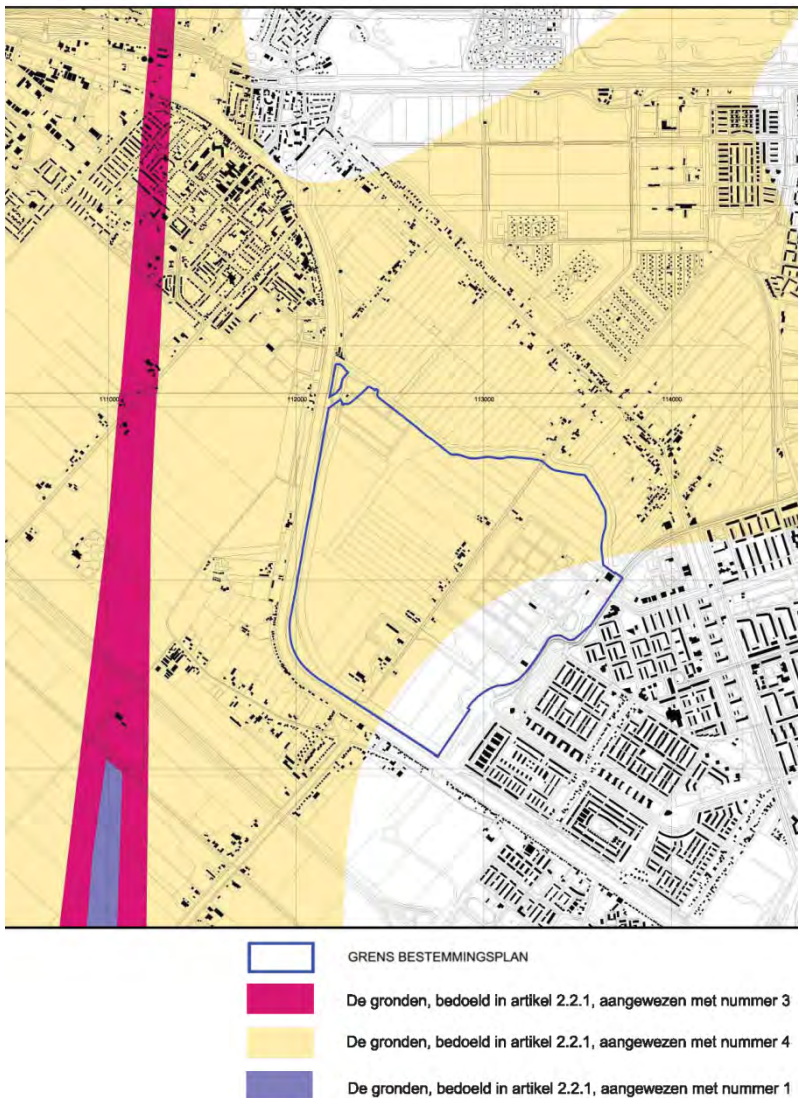 111000
112000
113000
114000
GRENS BESTEMMINGSPLAN
De gronden, bedoeld in artikel 2.2.1, aangewezen met nummer 3
De gronden, bedoeld in artikel 2.2.1, aangewezen met nummer 4
De gronden, bedoeld in artikel 2.2.1, aangewezen met nummer 1